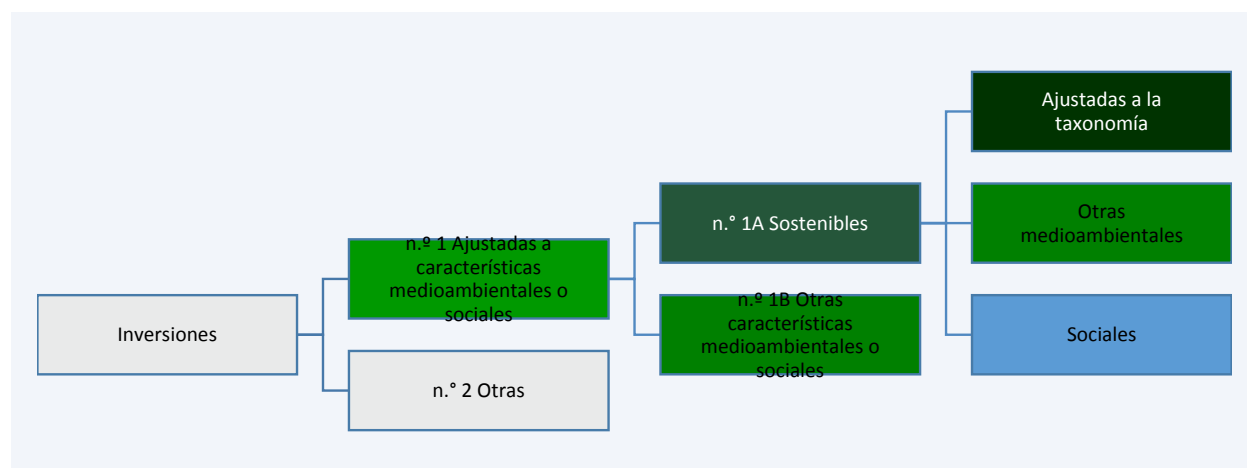 Inversiones
n.º 1 Ajustadas a
características
medioambientales o
sociales
n.° 2 Otras
n.° 1A Sostenibles
n.º 1B Otras
características
medioambientales o
sociales
Ajustadas a la
taxonomía
Otras
medioambientales
Sociales